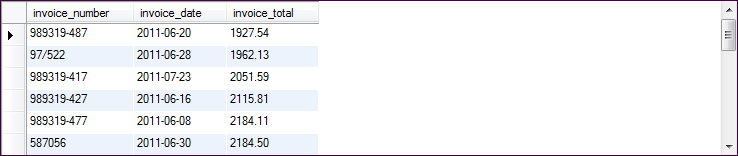 invoice_number invoice_date invoice_total
989319-487 2011-06-20 1927.54
97/522 2011-06-28 1962.13
989319-417 2011-07-23 2051.59
989319-427 2011-06-16 2115.81
989319-477 2011-06-08 2184.11
587056 2011-06-30 2184.50